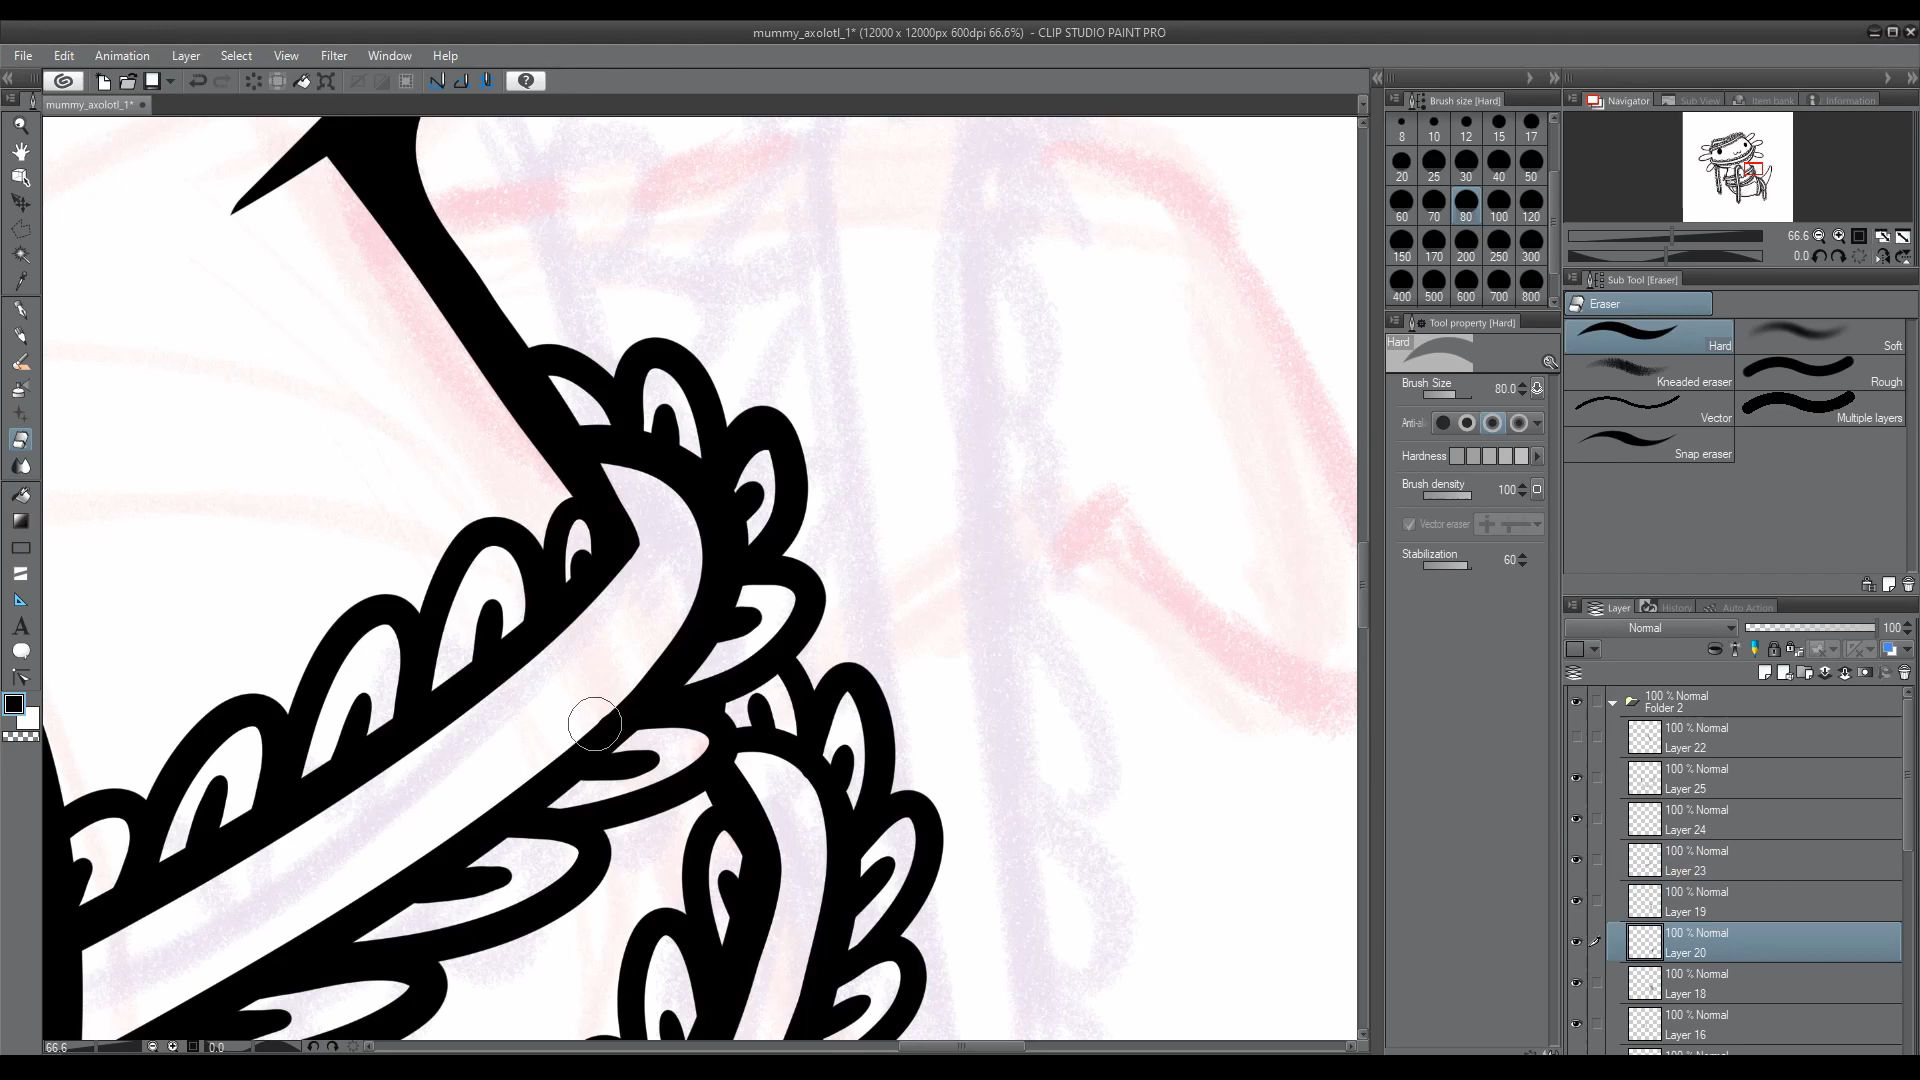 mummy_axolotl_1* (12000 x 12000px 600dpi 66.6%) - CLIP STUDIO PAINT PRO
File Edit Animation Layer Select View Filter Window Help
mummy_axolotl_1*
Brush size [Hard]
8 10 12 15 17
20 25 30 40 50
60 70 80 100 120
150 170 200 250 300
400 500 600 700 800
Tool property [Hard]
Hard
Brush Size 80.0
Anti-al
Hardness
Brush density 100
Vector eraser
Stabilization 60
Navigator Sub View Item bank Information
66.6
0.0
Sub Tool [Eraser]
Eraser
Hard Soft
Kneaded eraser Rough
Vector Multiple layers
Snap eraser
Layer History Auto Action
Normal 100
100 % Normal
Folder 2
100 % Normal
Layer 22
100 % Normal
Layer 25
100 % Normal
Layer 24
100 % Normal
Layer 23
100 % Normal
Layer 19
100 % Normal
Layer 20
100 % Normal
Layer 18
100 % Normal
Layer 16
66.6 0.0